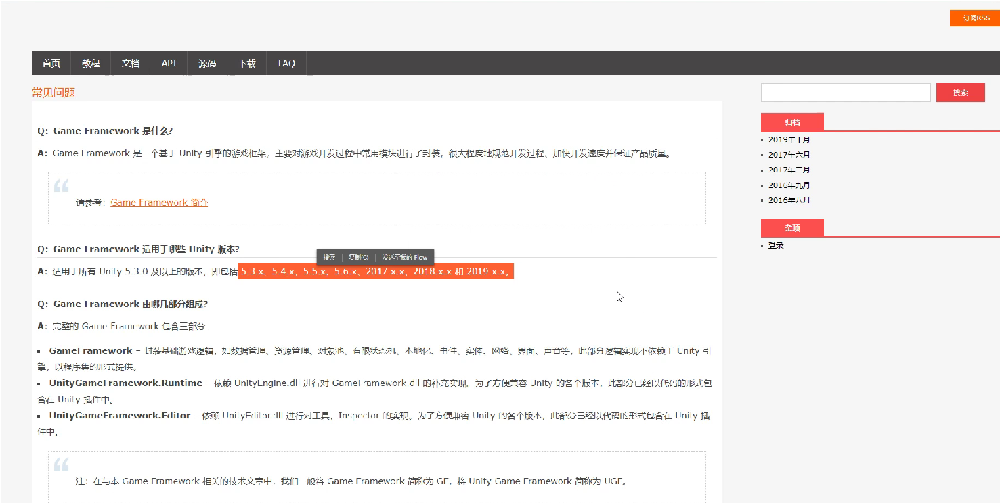 订阅RSS
首页 教程 文档 API 源码 下载 FAQ
常见问题
搜索
Q: Game Framework 是什么?
A: Game Framework 是一个基于 Unity 引擎的游戏框架，主要对游戏开发过程中常用模块进行了封装，很大程度地规范开发过程、加快开发速度并保证产品质量。
“
请参考：Game Framework 简介
Q: Game Framework 适用于哪些 Unity 版本?
搜索 复制(C) 发送至我的 Flow
A: 适用于所有 Unity 5.3.0 及以上的版本，即包括 5.3.x、5.4.x、5.5.x、5.6.x、2017.x.x、2018.x.x 和 2019.x.x。
Q: Game Framework 由哪几部分组成?
A: 完整的 Game Framework 包含三部分：
▪ GameFramework – 封装基础游戏逻辑，如数据管理、资源管理、对象池、有限状态机、本地化、事件、实体、网络、界面、声音等，此部分逻辑实现不依赖于 Unity 引
擎，以程序集的形式提供。
▪ UnityGameFramework.Runtime – 依赖 UnityEngine.dll 进行对 GameFramework.dll 的补充实现。为了方便兼容 Unity 的各个版本，此部分已经以代码的形式包
含在 Unity 插件中。
▪ UnityGameFramework.Editor – 依赖 UnityEditor.dll 进行对工具、Inspector 的实现。为了方便兼容 Unity 的各个版本，此部分已经以代码的形式包含在 Unity 插
件中。
“
注：在与本 Game Framework 相关的技术文章中，我们一般将 Game Framework 简称为 GF，将 Unity Game Framework 简称为 UGF。
归档
▪ 2019年十月
▪ 2017年六月
▪ 2017年二月
▪ 2016年九月
▪ 2016年八月
杂项
▪ 登录